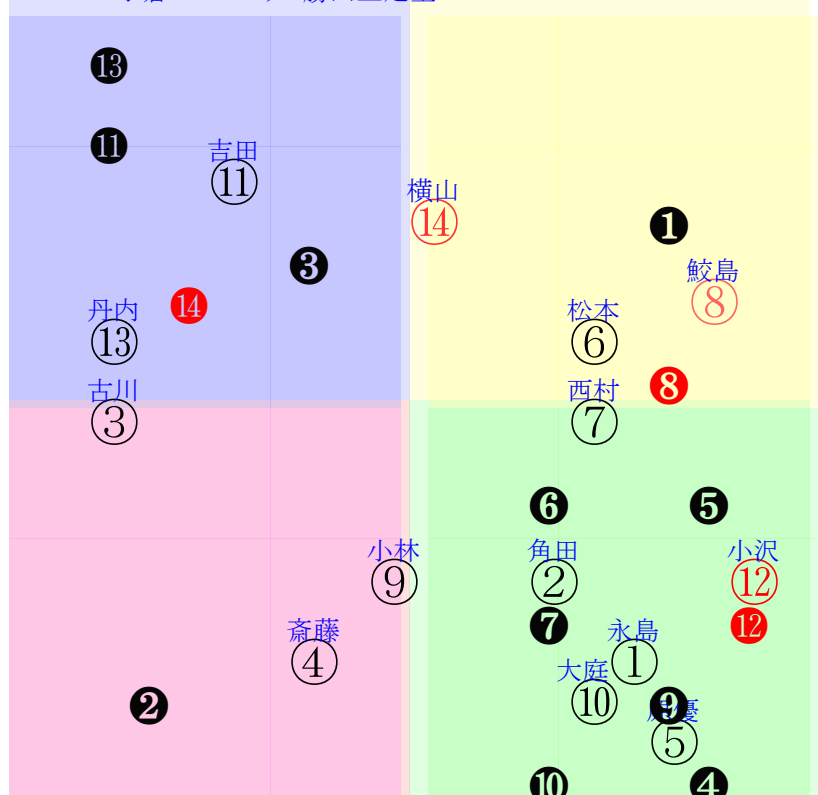 ⓭
⓫
吉田
⑪
横山
⑭
❶
❸
鮫島
⑧
丹内
⓮
⑬
松本
⑥
❽
古川
③
西村
⑦
❻
❺
小林
⑨
角田
②
小沢
⑫
❼
⓬
斎藤
④
永島
①
大庭
⑩
❷
❾
⑤
❿
❹